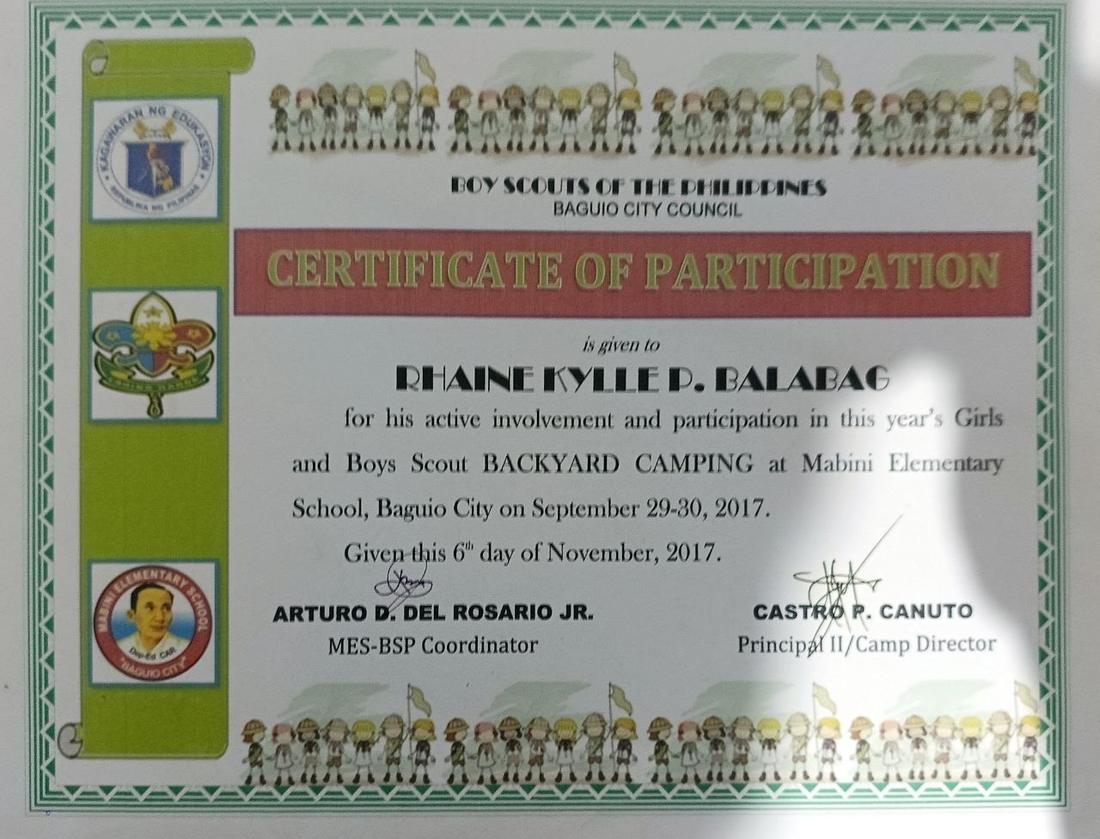 KAGAWARAN NG EDUKASYON
REPUBLIKA NG PILIPINAS
BOY SCOUTS OF THE PHILIPPINES
BAGUIO CITY COUNCIL
CERTIFICATE OF PARTICIPATION
is given to
RHAINE KYLLE P. BALABAG
for his active involvement and participation in this year's Girls
and Boys Scout BACKYARD CAMPING at Mabini Elementary
School, Baguio City on September 29-30, 2017.
Given this 6th day of November, 2017.
ARTURO D. DEL ROSARIO JR.
MES-BSP Coordinator
CASTRO P. CANUTO
Principal II/Camp Director
MABINI ELEMENTARY SCHOOL
Dep-Ed CAR
"BAGUIO CITY"